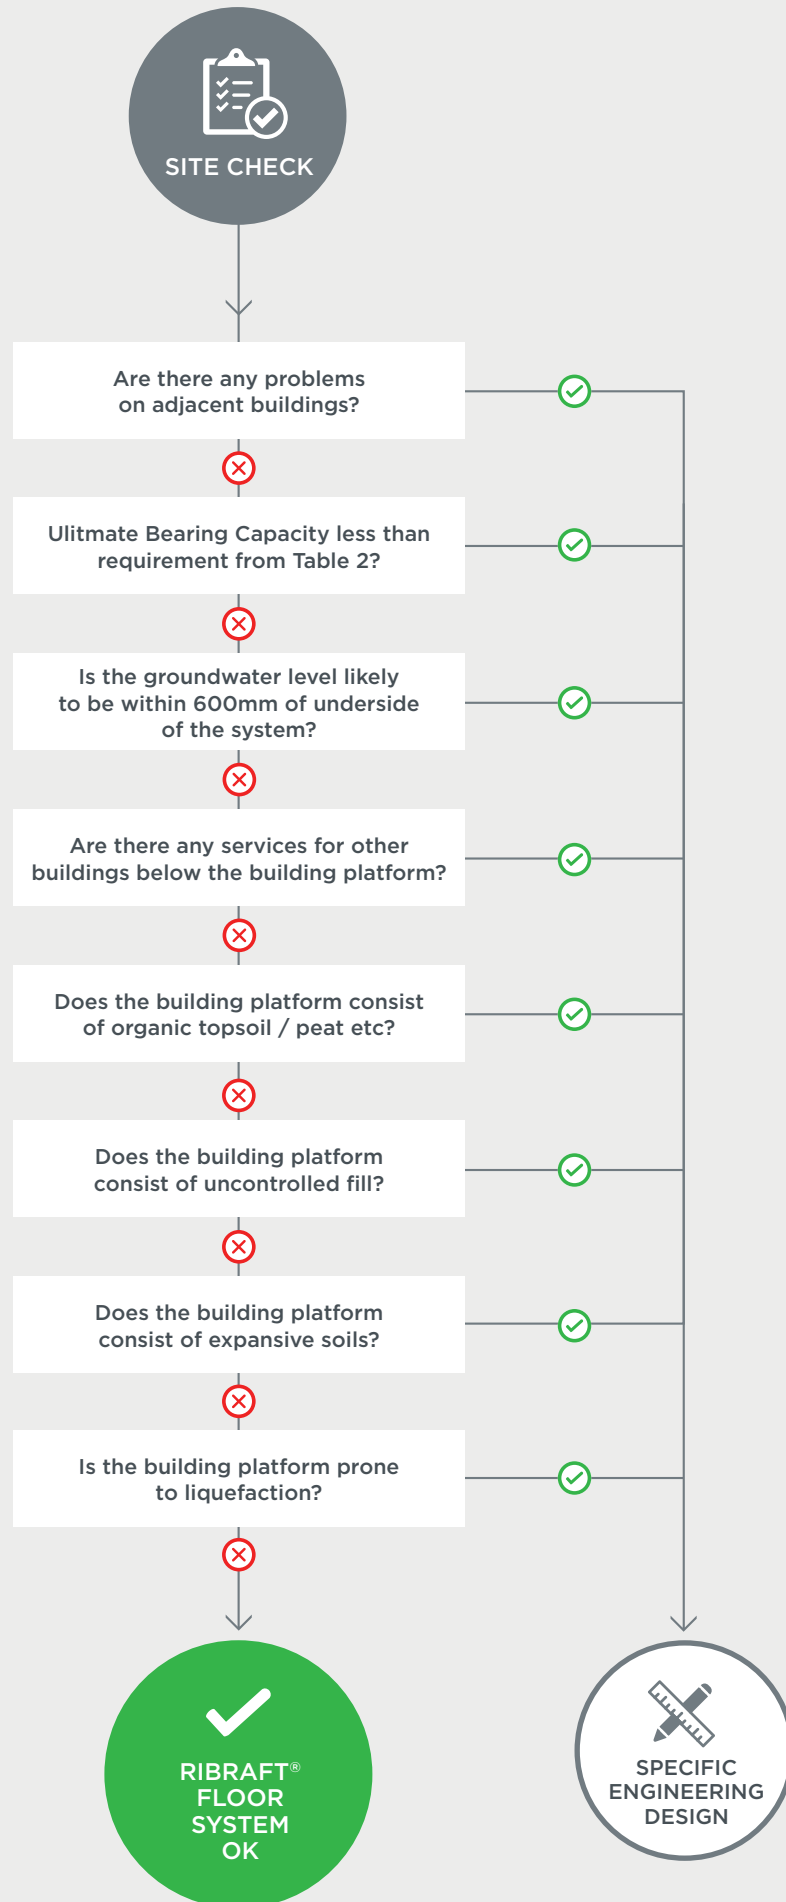 SITE CHECK
Are there any problems
on adjacent buildings?
Ulitmate Bearing Capacity less than
requirement from Table 2?
Is the groundwater level likely
to be within 600mm of underside
of the system?
Are there any services for other
buildings below the building platform?
Does the building platform consist
of organic topsoil / peat etc?
Does the building platform
consist of uncontrolled fill?
Does the building platform
consist of expansive soils?
Is the building platform prone
to liquefaction?
RIBRAFT®
FLOOR
SYSTEM
OK
SPECIFIC
ENGINEERING
DESIGN